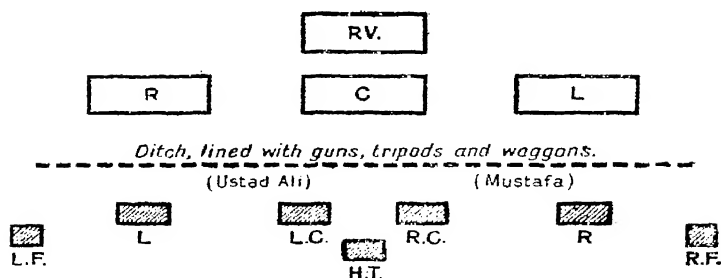 RV.
R C L
Ditch, lined with guns, tripods and waggons.
(Ustad Ali) (Mustafa)
L L.C. R.C. R
L.F. H.T. R.F.